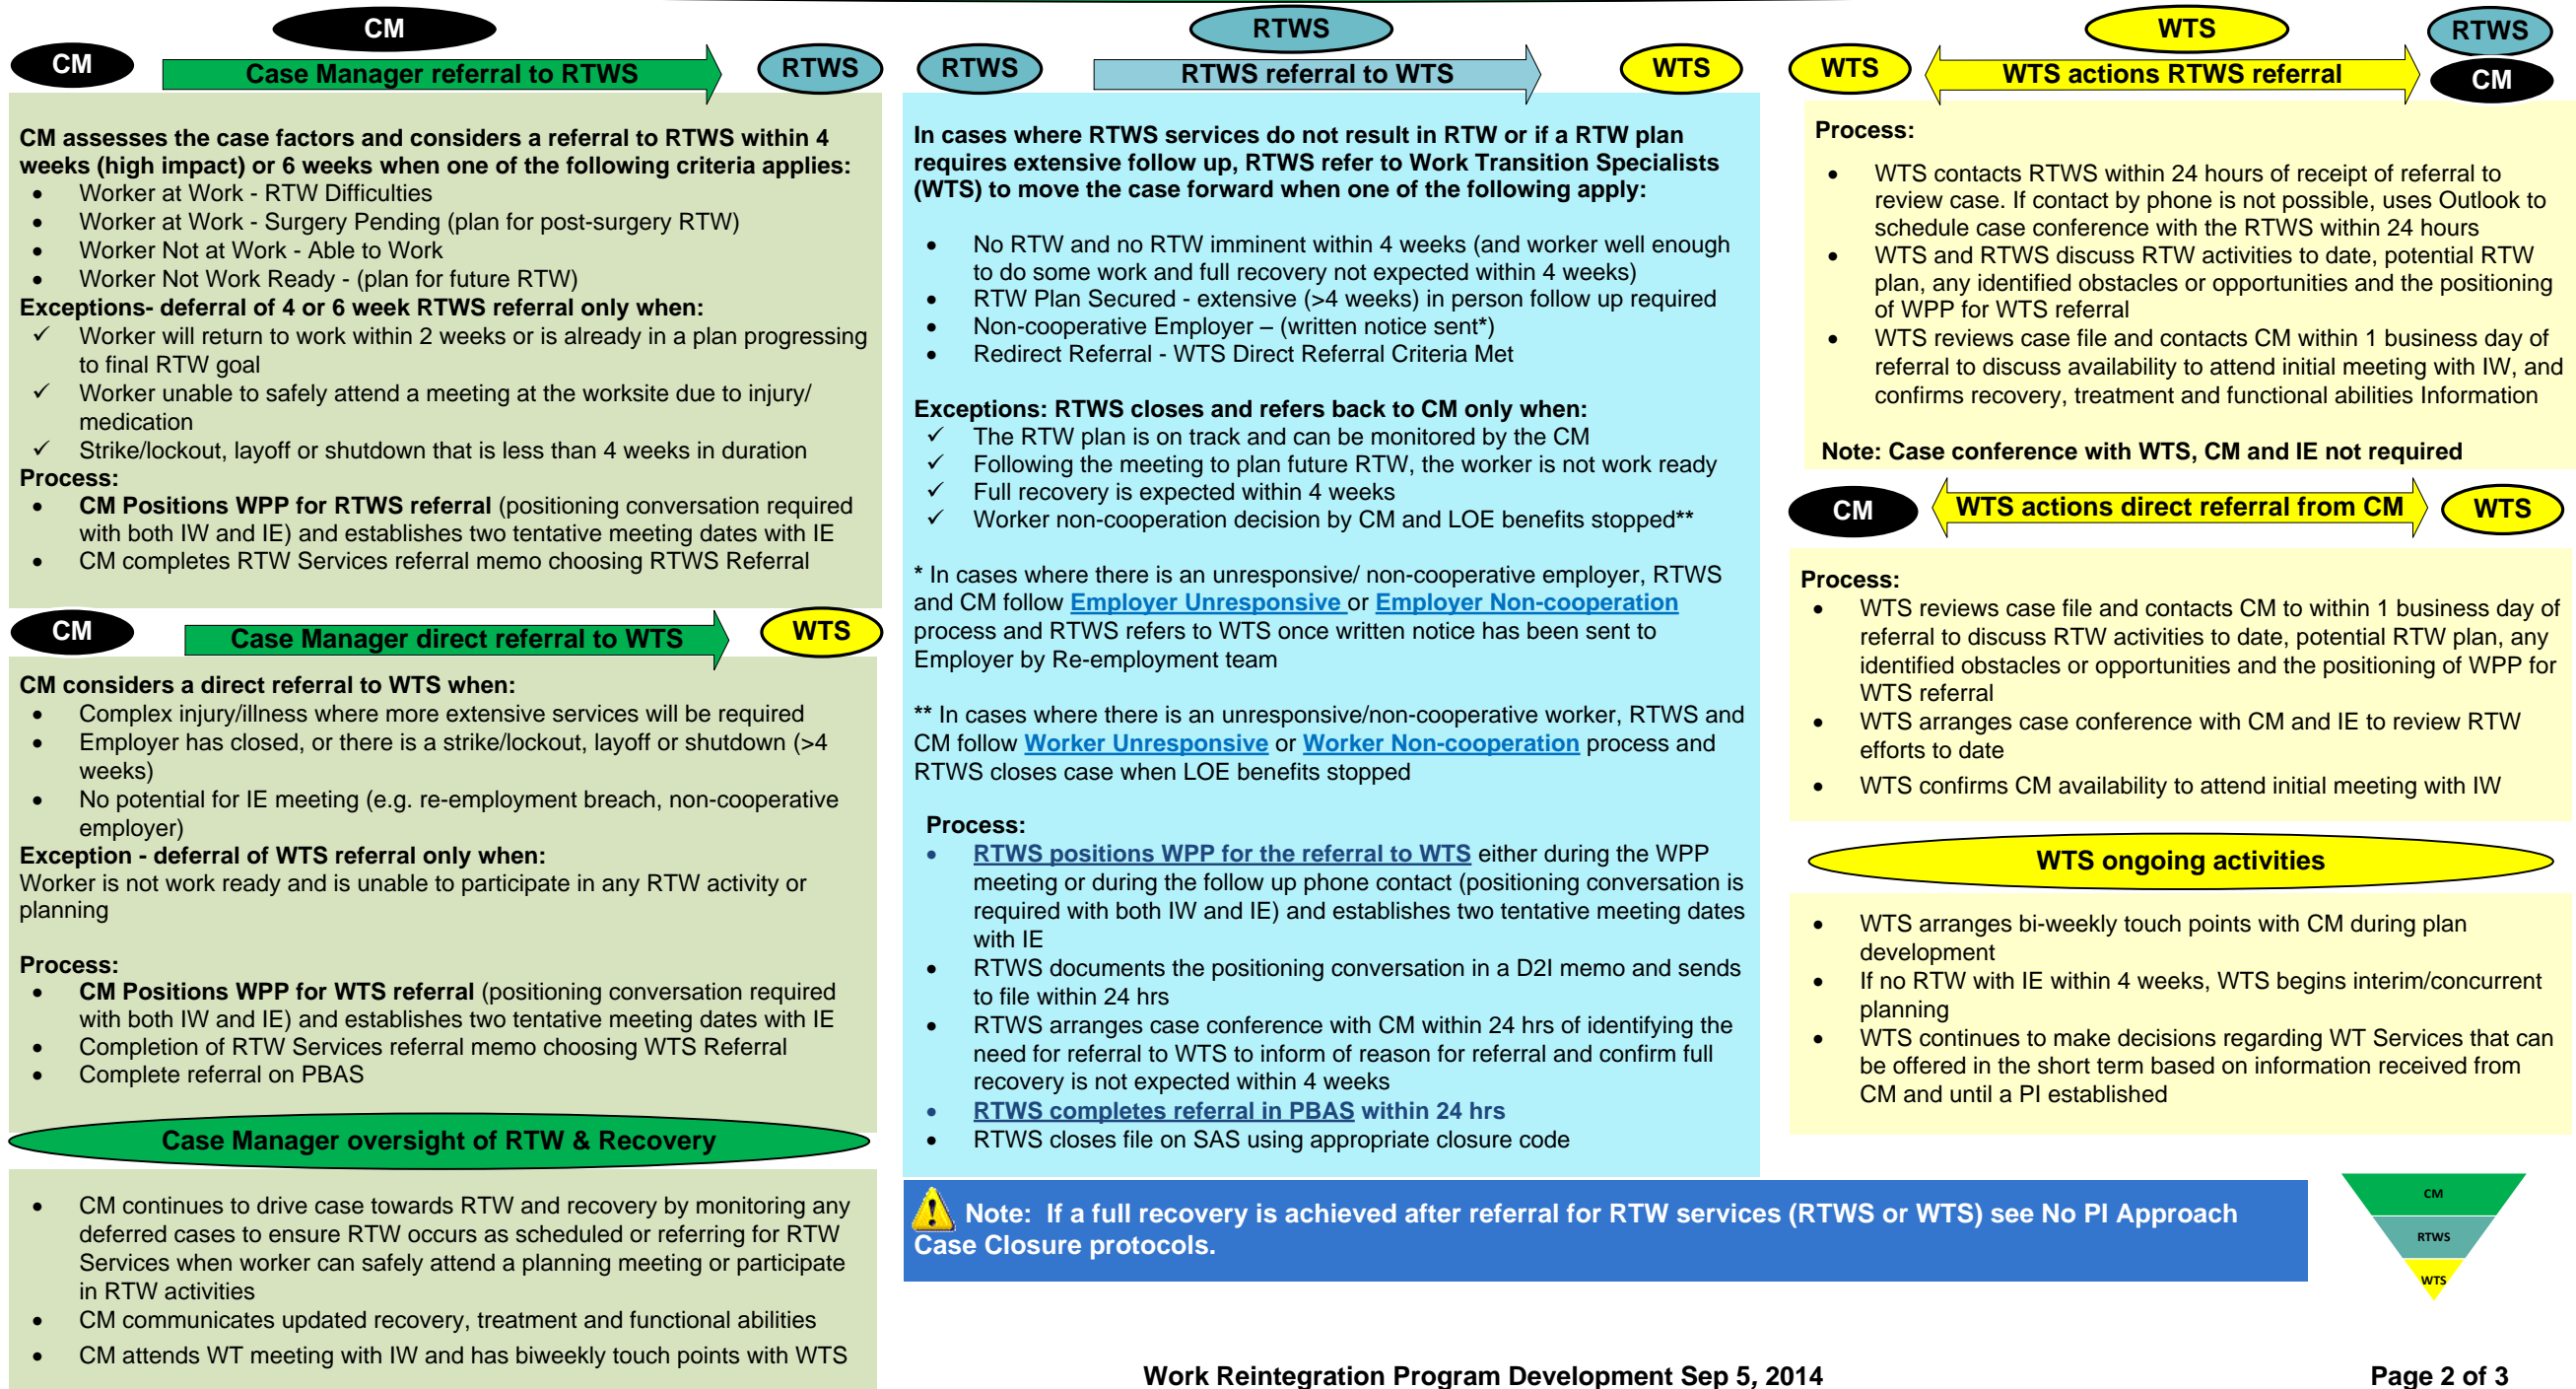 CM
CM
Case Manager referral to RTWS
RTWS
CM assesses the case factors and considers a referral to RTWS within 4
weeks (high impact) or 6 weeks when one of the following criteria applies:
• Worker at Work - RTW Difficulties
• Worker at Work - Surgery Pending (plan for post-surgery RTW)
• Worker Not at Work - Able to Work
• Worker Not Work Ready - (plan for future RTW)
Exceptions- deferral of 4 or 6 week RTWS referral only when:
✓ Worker will return to work within 2 weeks or is already in a plan progressing
to final RTW goal
✓ Worker unable to safely attend a meeting at the worksite due to injury/
medication
✓ Strike/lockout, layoff or shutdown that is less than 4 weeks in duration
Process:
• CM Positions WPP for RTWS referral (positioning conversation required
with both IW and IE) and establishes two tentative meeting dates with IE
• CM completes RTW Services referral memo choosing RTWS Referral
CM
Case Manager direct referral to WTS
WTS
CM considers a direct referral to WTS when:
• Complex injury/illness where more extensive services will be required
• Employer has closed, or there is a strike/lockout, layoff or shutdown (>4
weeks)
• No potential for IE meeting (e.g. re-employment breach, non-cooperative
employer)
Exception - deferral of WTS referral only when:
Worker is not work ready and is unable to participate in any RTW activity or
planning
Process:
• CM Positions WPP for WTS referral (positioning conversation required
with both IW and IE) and establishes two tentative meeting dates with IE
• Completion of RTW Services referral memo choosing WTS Referral
• Complete referral on PBAS
Case Manager oversight of RTW & Recovery
• CM continues to drive case towards RTW and recovery by monitoring any
deferred cases to ensure RTW occurs as scheduled or referring for RTW
Services when worker can safely attend a planning meeting or participate
in RTW activities
• CM communicates updated recovery, treatment and functional abilities
• CM attends WT meeting with IW and has biweekly touch points with WTS
RTWS
RTWS
RTWS referral to WTS
WTS
In cases where RTWS services do not result in RTW or if a RTW plan
requires extensive follow up, RTWS refer to Work Transition Specialists
(WTS) to move the case forward when one of the following apply:
• No RTW and no RTW imminent within 4 weeks (and worker well enough
to do some work and full recovery not expected within 4 weeks)
• RTW Plan Secured - extensive (>4 weeks) in person follow up required
• Non-cooperative Employer – (written notice sent*)
• Redirect Referral - WTS Direct Referral Criteria Met
Exceptions: RTWS closes and refers back to CM only when:
✓ The RTW plan is on track and can be monitored by the CM
✓ Following the meeting to plan future RTW, the worker is not work ready
✓ Full recovery is expected within 4 weeks
✓ Worker non-cooperation decision by CM and LOE benefits stopped**
* In cases where there is an unresponsive/ non-cooperative employer, RTWS
and CM follow Employer Unresponsive or Employer Non-cooperation
process and RTWS refers to WTS once written notice has been sent to
Employer by Re-employment team
** In cases where there is an unresponsive/non-cooperative worker, RTWS and
CM follow Worker Unresponsive or Worker Non-cooperation process and
RTWS closes case when LOE benefits stopped
Process:
• RTWS positions WPP for the referral to WTS either during the WPP
meeting or during the follow up phone contact (positioning conversation is
required with both IW and IE) and establishes two tentative meeting dates
with IE
• RTWS documents the positioning conversation in a D2I memo and sends
to file within 24 hrs
• RTWS arranges case conference with CM within 24 hrs of identifying the
need for referral to WTS to inform of reason for referral and confirm full
recovery is not expected within 4 weeks
• RTWS completes referral in PBAS within 24 hrs
• RTWS closes file on SAS using appropriate closure code
WTS
WTS
WTS actions RTWS referral
RTWS
CM
Process:
• WTS contacts RTWS within 24 hours of receipt of referral to
review case. If contact by phone is not possible, uses Outlook to
schedule case conference with the RTWS within 24 hours
• WTS and RTWS discuss RTW activities to date, potential RTW
plan, any identified obstacles or opportunities and the positioning
of WPP for WTS referral
• WTS reviews case file and contacts CM within 1 business day of
referral to discuss availability to attend initial meeting with IW, and
confirms recovery, treatment and functional abilities Information
Note: Case conference with WTS, CM and IE not required
CM
WTS actions direct referral from CM
WTS
Process:
• WTS reviews case file and contacts CM to within 1 business day of
referral to discuss RTW activities to date, potential RTW plan, any
identified obstacles or opportunities and the positioning of WPP for
WTS referral
• WTS arranges case conference with CM and IE to review RTW
efforts to date
• WTS confirms CM availability to attend initial meeting with IW
WTS ongoing activities
• WTS arranges bi-weekly touch points with CM during plan
development
• If no RTW with IE within 4 weeks, WTS begins interim/concurrent
planning
• WTS continues to make decisions regarding WT Services that can
be offered in the short term based on information received from
CM and until a PI established
Note: If a full recovery is achieved after referral for RTW services (RTWS or WTS) see No PI Approach
Case Closure protocols.
CM
RTWS
WTS
Work Reintegration Program Development Sep 5, 2014
Page 2 of 3